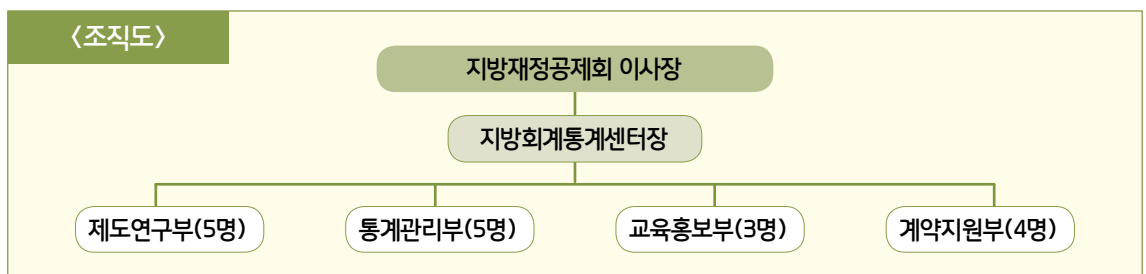 〈조직도〉
지방재정공제회 이사장
지방회계통계센터장
제도연구부(5명) 통계관리부(5명) 교육홍보부(3명) 계약지원부(4명)